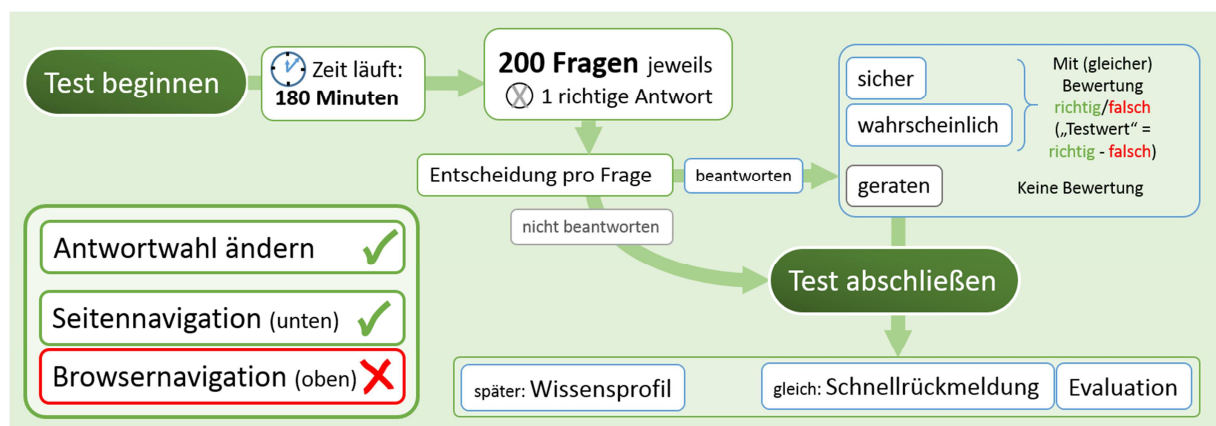 Test beginnen
Zeit läuft:
180 Minuten
200 Fragen jeweils
1 richtige Antwort
Entscheidung pro Frage
beantworten
nicht beantworten
sicher
wahrscheinlich
geraten
Mit (gleicher)
Bewertung
richtig/falsch
(„Testwert“ =
richtig - falsch)
Keine Bewertung
Test abschließen
Antwortwahl ändern
Seitennavigation (unten)
Browsernavigation (oben)
später: Wissensprofil
gleich: Schnellrückmeldung
Evaluation